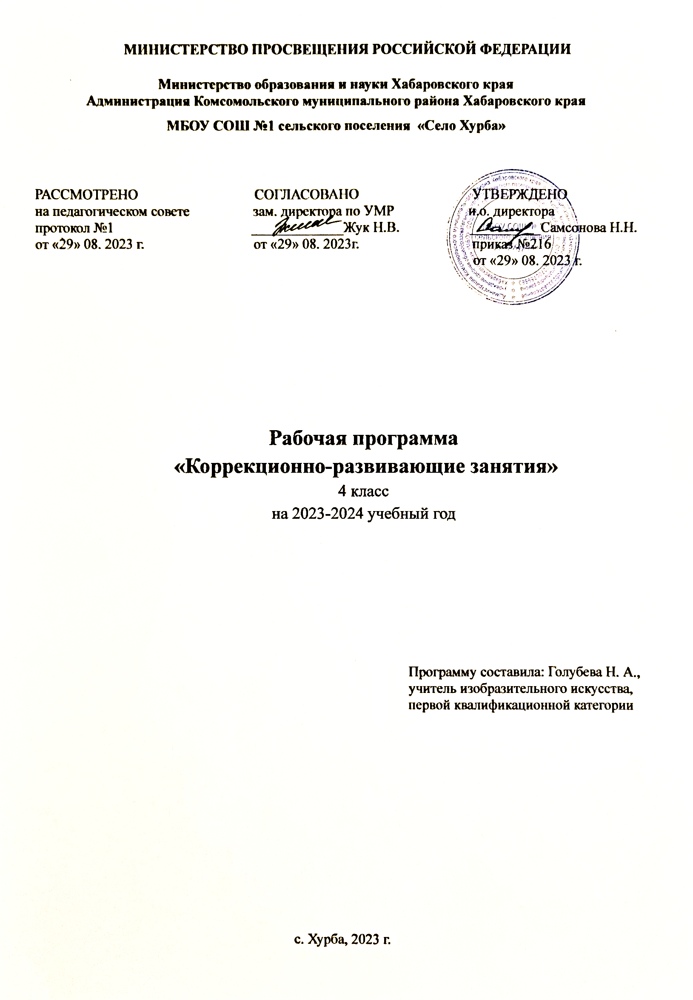 МИНИСТЕРСТВО ПРОСВЕЩЕНИЯ РОССИЙСКОЙ ФЕДЕРАЦИИ
Министерство образования и науки Хабаровского края
Администрация Комсомольского муниципального района Хабаровского края
МБОУ СОШ №1 сельского поселения «Село Хурба»
РАССМОТРЕНО
на педагогическом совете
протокол №1
от «29» 08. 2023 г.
СОГЛАСОВАНО
зам. директора по УМР
Жук Н.В.
от «29» 08. 2023г.
УТВЕРЖДЕНО
и.о. директора
Самсонова Н.Н.
приказ №216
от «29» 08. 2023 г.
Рабочая программа
«Коррекционно-развивающие занятия»
4 класс
на 2023-2024 учебный год
Программу составила: Голубева Н. А.,
учитель изобразительного искусства,
первой квалификационной категории
с. Хурба, 2023 г.